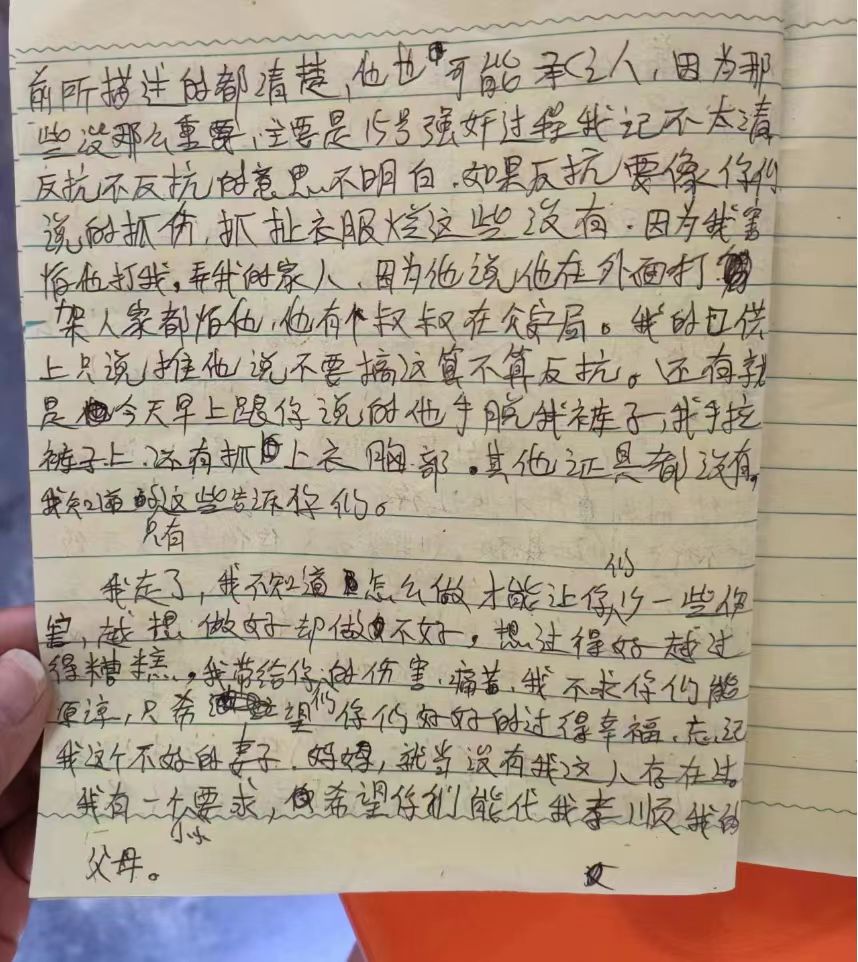 前所描述的都清楚，他也可能承认人，因为那
些没那么重要，主要是15号强奸过程我记不太清
反抗不反抗的意思不明白．如果反抗要像你们
说的抓伤，抓扯衣服烂这些没有．因为我害
怕他打我，弄我的家人，因为他说他在外面打
架人家都怕他，他有个叔叔在公安局。我的口供
上只说推他说不要搞这算不算反抗。还有就
是今天早上跟你说的他手脱我裤子，我手拉
裤子上．还有抓上衣胸部．其他证具都没有，
我知道的这些告诉你们。
只有
我走了，我不知道怎么做才能让你们少一些伤
害，越想做好却做不好，想过得好越过
得糟糕，我带给你的伤害．痛苦，我不求你们能
原谅，只希望你们好好的过得幸福，忘记
我这个不好的妻子．妈妈，就当没有我这人存在过。
我有一个小小要求，希望你们能代我孝顺我的
父母。